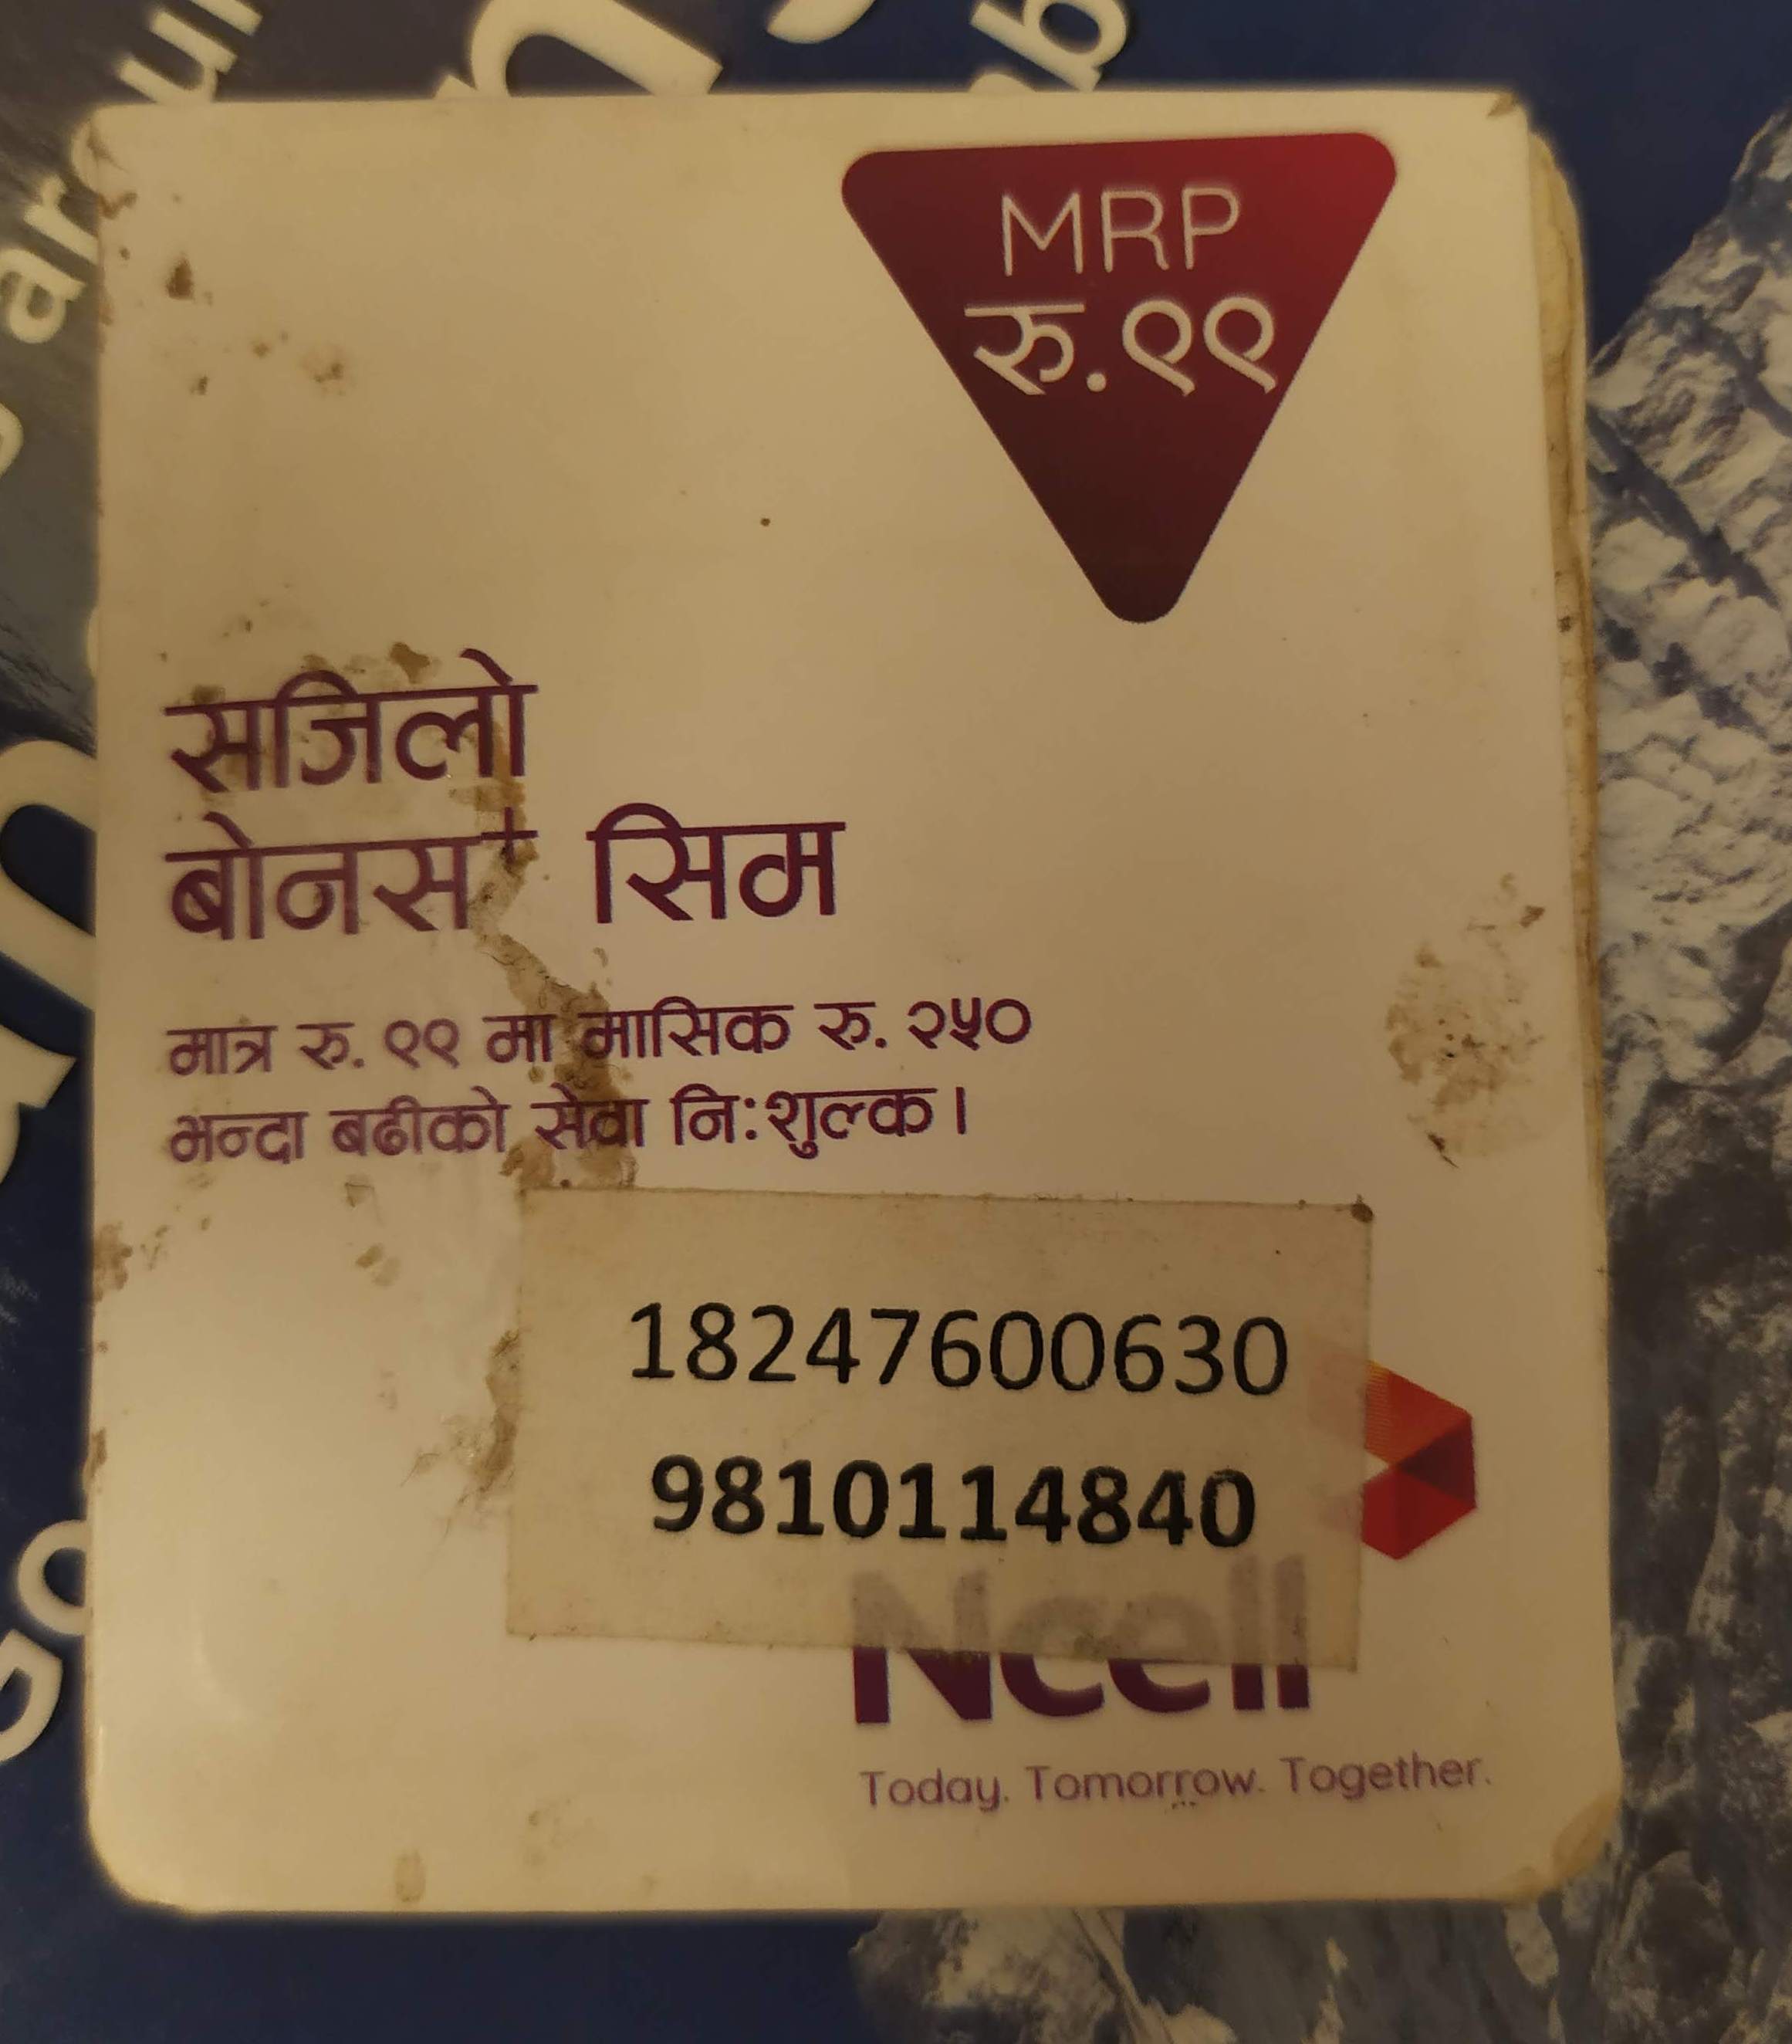 MRP
रु.९९
सजिलो
बोनस+ सिम
मात्र रु. ९९ मा मासिक रु. २५०
भन्दा बढीको सेवा नि:शुल्क।
18247600630
9810114840
Ncell
Today. Tomorrow. Together.